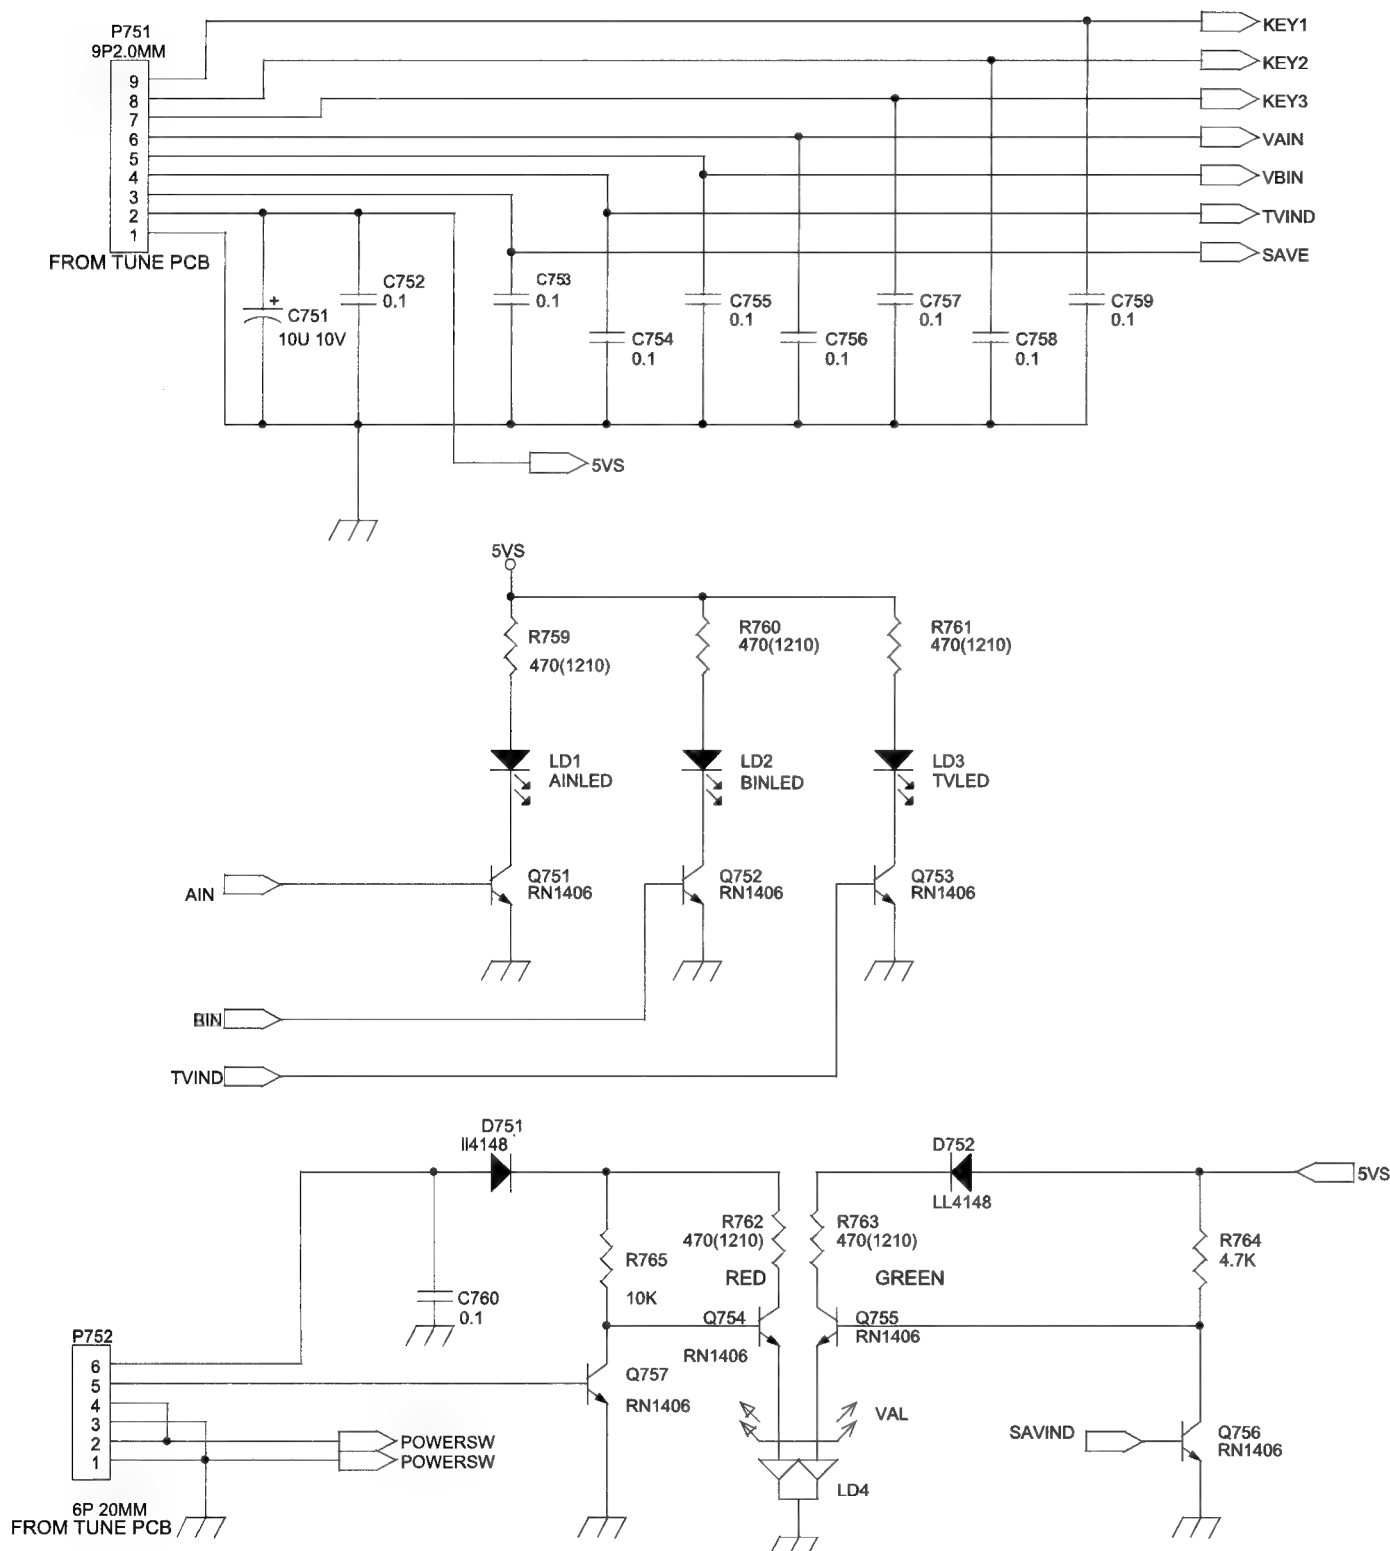 P751
9P2.0MM
9
8
7
6
5
4
3
2
1
FROM TUNE PCB
KEY1
KEY2
KEY3
VAIN
VBIN
TVIND
SAVE
+
C751
10U 10V
C752
0.1
C753
0.1
C754
0.1
C755
0.1
C756
0.1
C757
0.1
C758
0.1
C759
0.1
5VS
5VS
R759
470(1210)
R760
470(1210)
R761
470(1210)
LD1
AINLED
LD2
BINLED
LD3
TVLED
Q751
RN1406
Q752
RN1406
Q753
RN1406
AIN
BIN
TVIND
D751
ll4148
D752
LL4148
5VS
R762
470(1210)
R763
470(1210)
R764
4.7K
R765
10K
RED
GREEN
C760
0.1
Q754
RN1406
Q755
RN1406
P752
6
5
4
3
2
1
Q757
RN1406
VAL
SAVIND
Q756
RN1406
POWERSW
POWERSW
LD4
6P 20MM
FROM TUNE PCB